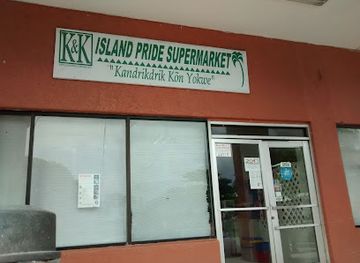 K&K ISLAND PRIDE SUPERMARKET
"Kandrikdrik Kōn Yokwe"